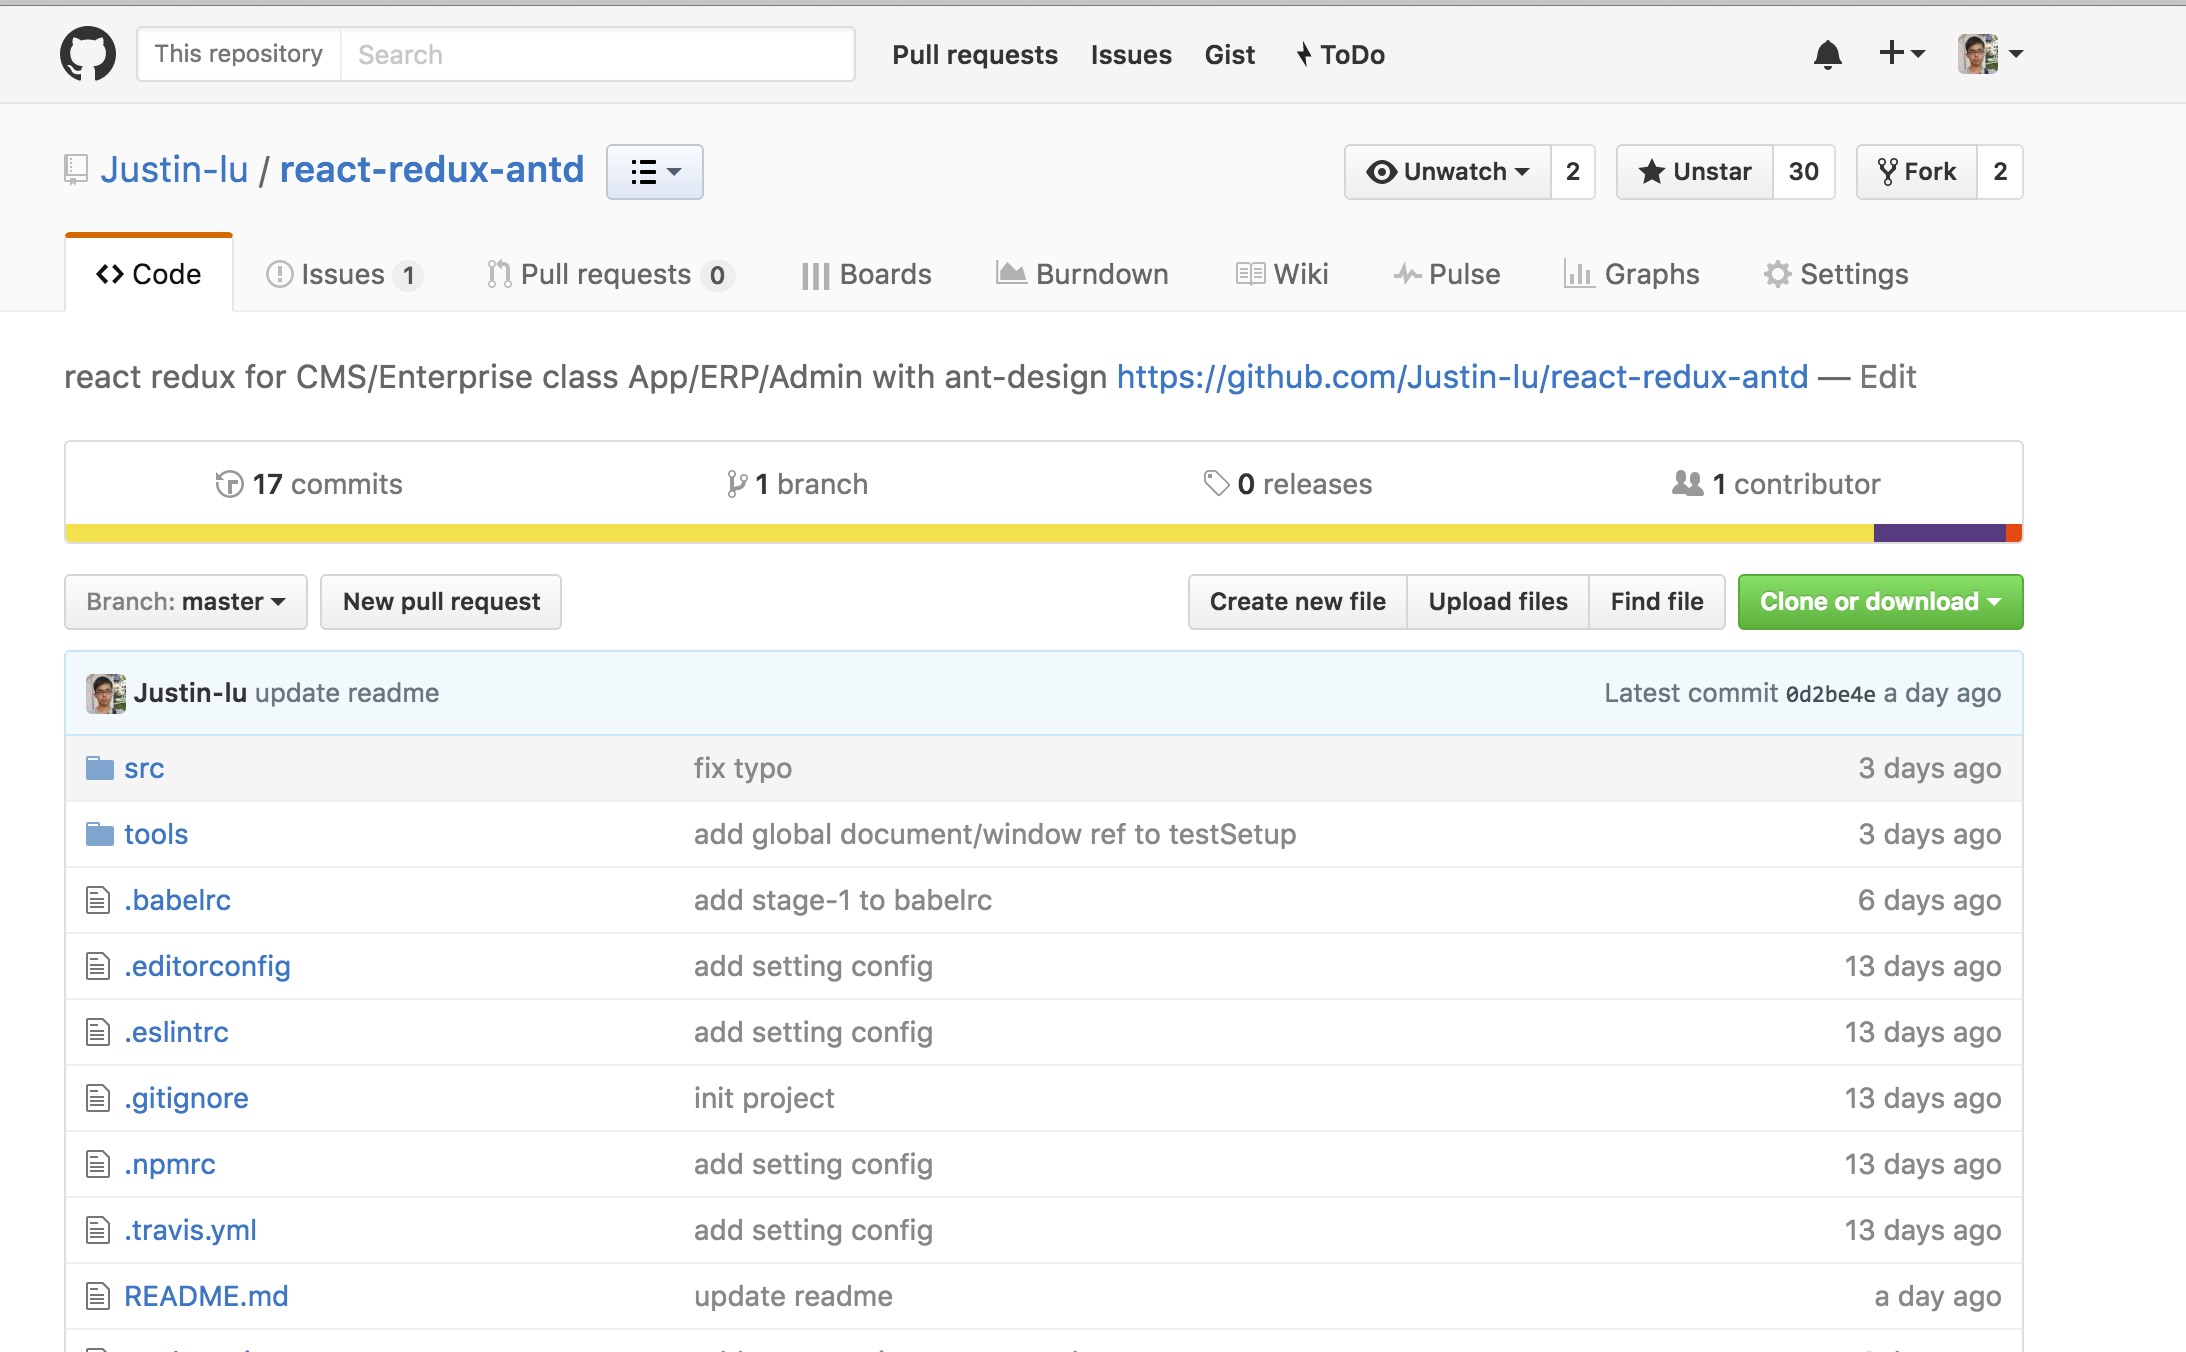 This repository Search Pull requests Issues Gist ToDo
Justin-lu / react-redux-antd Unwatch 2 Unstar 30 Fork 2
Code Issues 1 Pull requests 0 Boards Burndown Wiki Pulse Graphs Settings
react redux for CMS/Enterprise class App/ERP/Admin with ant-design https://github.com/Justin-lu/react-redux-antd — Edit
17 commits 1 branch 0 releases 1 contributor
Branch: master New pull request Create new file Upload files Find file Clone or download
Justin-lu update readme Latest commit 0d2be4e a day ago
src fix typo 3 days ago
tools add global document/window ref to testSetup 3 days ago
.babelrc add stage-1 to babelrc 6 days ago
.editorconfig add setting config 13 days ago
.eslintrc add setting config 13 days ago
.gitignore init project 13 days ago
.npmrc add setting config 13 days ago
.travis.yml add setting config 13 days ago
README.md update readme a day ago